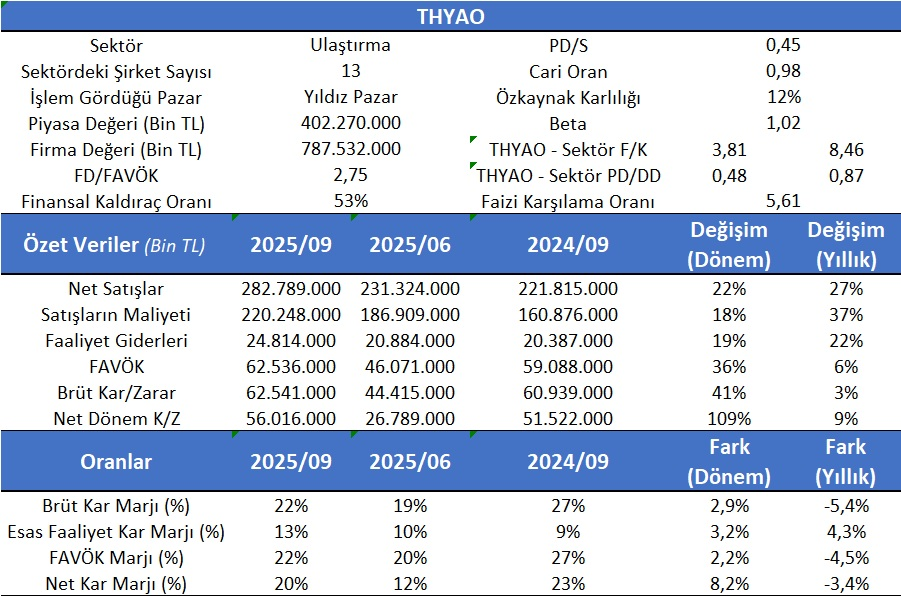 THYAO
Sektör Ulaştırma PD/S 0,45
Sektördeki Şirket Sayısı 13 Cari Oran 0,98
İşlem Gördüğü Pazar Yıldız Pazar Özkaynak Karlılığı 12%
Piyasa Değeri (Bin TL) 402.270.000 Beta 1,02
Firma Değeri (Bin TL) 787.532.000 THYAO - Sektör F/K 3,81 8,46
FD/FAVÖK 2,75 THYAO - Sektör PD/DD 0,48 0,87
Finansal Kaldıraç Oranı 53% Faizi Karşılama Oranı 5,61
Özet Veriler (Bin TL) 2025/09 2025/06 2024/09 Değişim (Dönem) Değişim (Yıllık)
Net Satışlar 282.789.000 231.324.000 221.815.000 22% 27%
Satışların Maliyeti 220.248.000 186.909.000 160.876.000 18% 37%
Faaliyet Giderleri 24.814.000 20.884.000 20.387.000 19% 22%
FAVÖK 62.536.000 46.071.000 59.088.000 36% 6%
Brüt Kar/Zarar 62.541.000 44.415.000 60.939.000 41% 3%
Net Dönem K/Z 56.016.000 26.789.000 51.522.000 109% 9%
Oranlar 2025/09 2025/06 2024/09 Fark (Dönem) Fark (Yıllık)
Brüt Kar Marjı (%) 22% 19% 27% 2,9% -5,4%
Esas Faaliyet Kar Marjı (%) 13% 10% 9% 3,2% 4,3%
FAVÖK Marjı (%) 22% 20% 27% 2,2% -4,5%
Net Kar Marjı (%) 20% 12% 23% 8,2% -3,4%